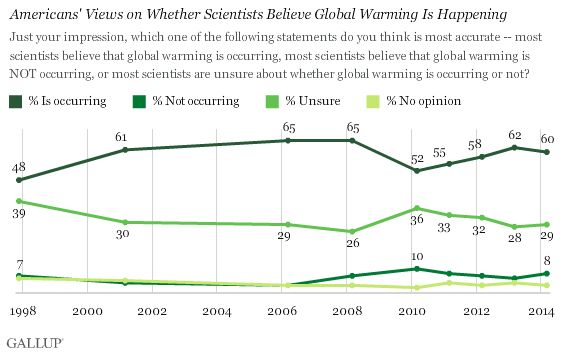 Americans' Views on Whether Scientists Believe Global Warming Is Happening
Just your impression, which one of the following statements do you think is most accurate -- most
scientists believe that global warming is occurring, most scientists believe that global warming is
NOT occurring, or most scientists are unsure about whether global warming is occurring or not?
% Is occurring % Not occurring % Unsure % No opinion
48 61 65 65 52 55 58 62 60
39 30 29 26 36 33 32 28 29
7 10 8
1998 2000 2002 2004 2006 2008 2010 2012 2014
GALLUP'